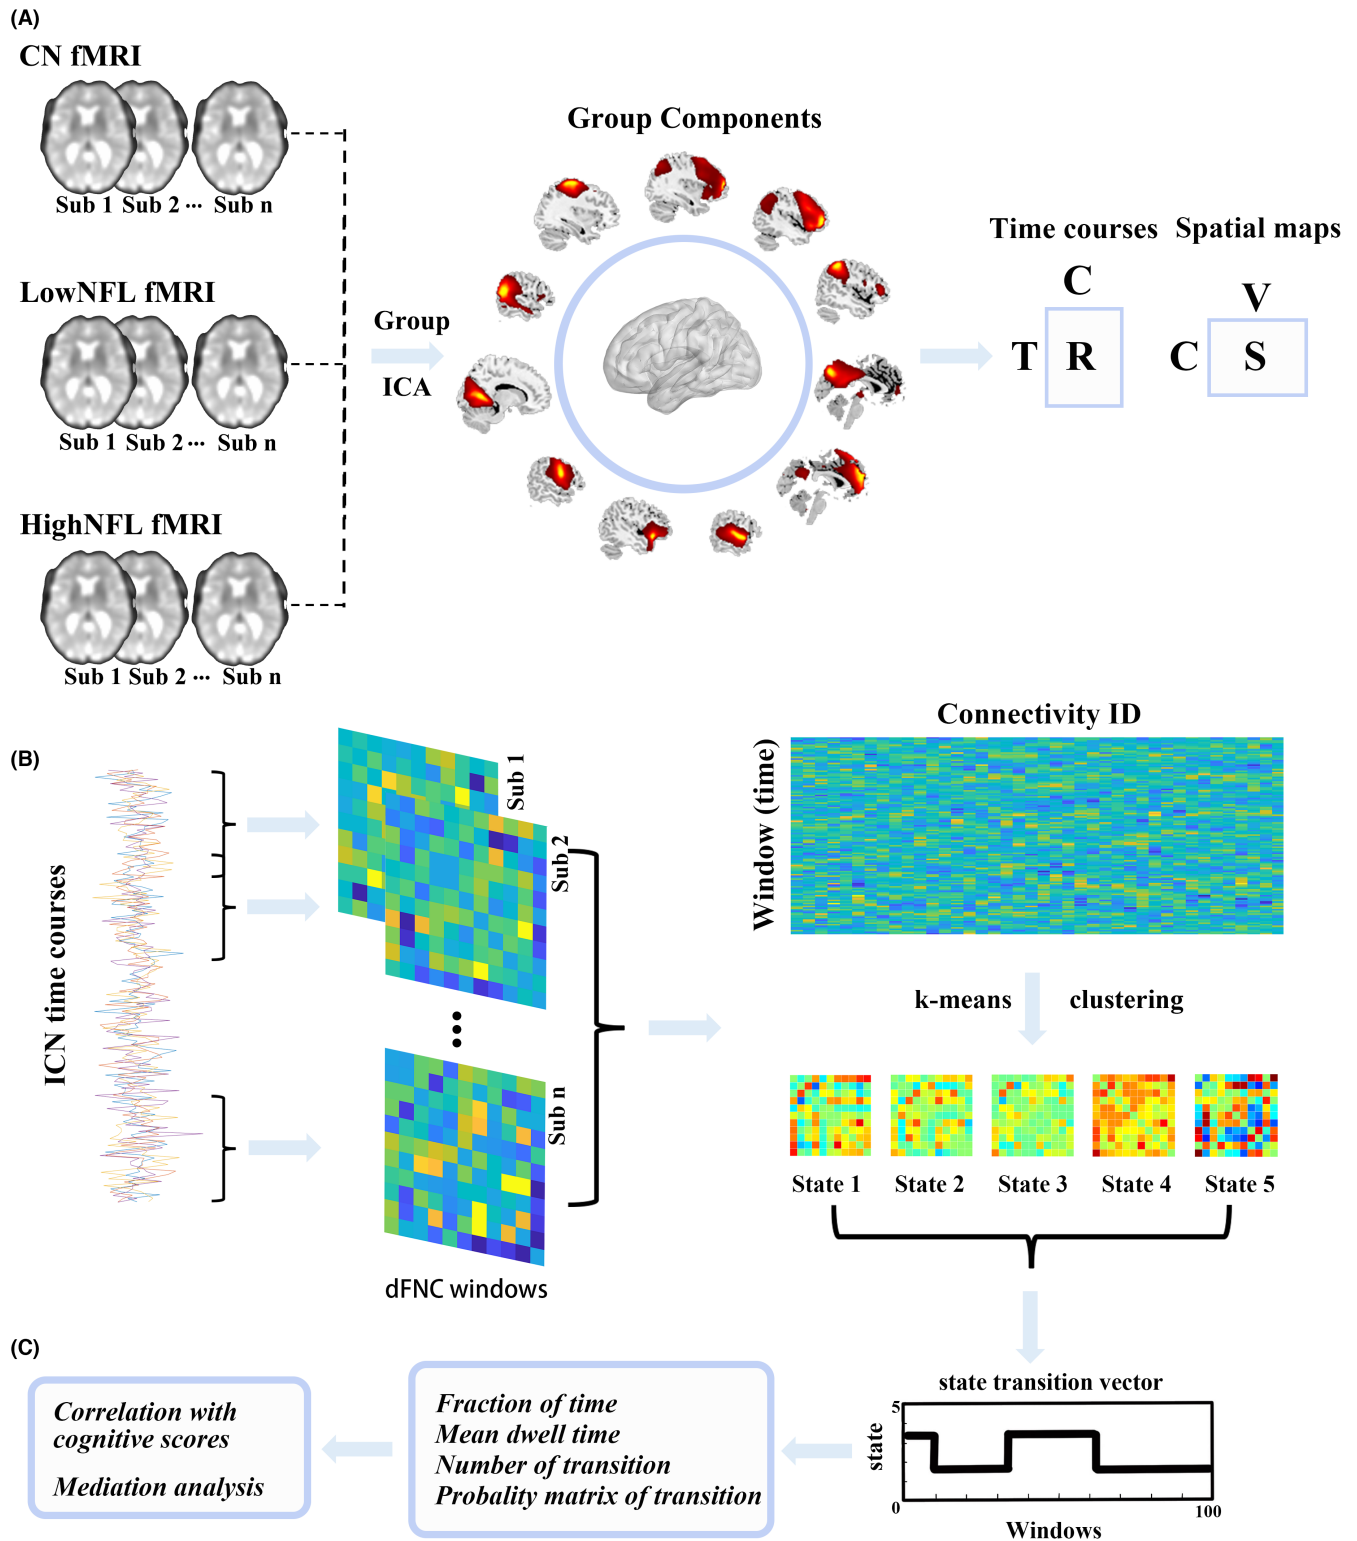 (A)
CN fMRI
Sub 1 Sub 2 ··· Sub n
LowNFL fMRI
Sub 1 Sub 2 ··· Sub n
HighNFL fMRI
Sub 1 Sub 2 ··· Sub n
Group
ICA
Group Components
Time courses
Spatial maps
C
T R
V
C S
(B)
ICN time courses
Sub 1
Sub 2
Sub n
dFNC windows
Connectivity ID
Window (time)
k-means clustering
State 1 State 2 State 3 State 4 State 5
(C)
state transition vector
5
state
0
100
Windows
Fraction of time
Mean dwell time
Number of transition
Probality matrix of transition
Correlation with
cognitive scores
Mediation analysis